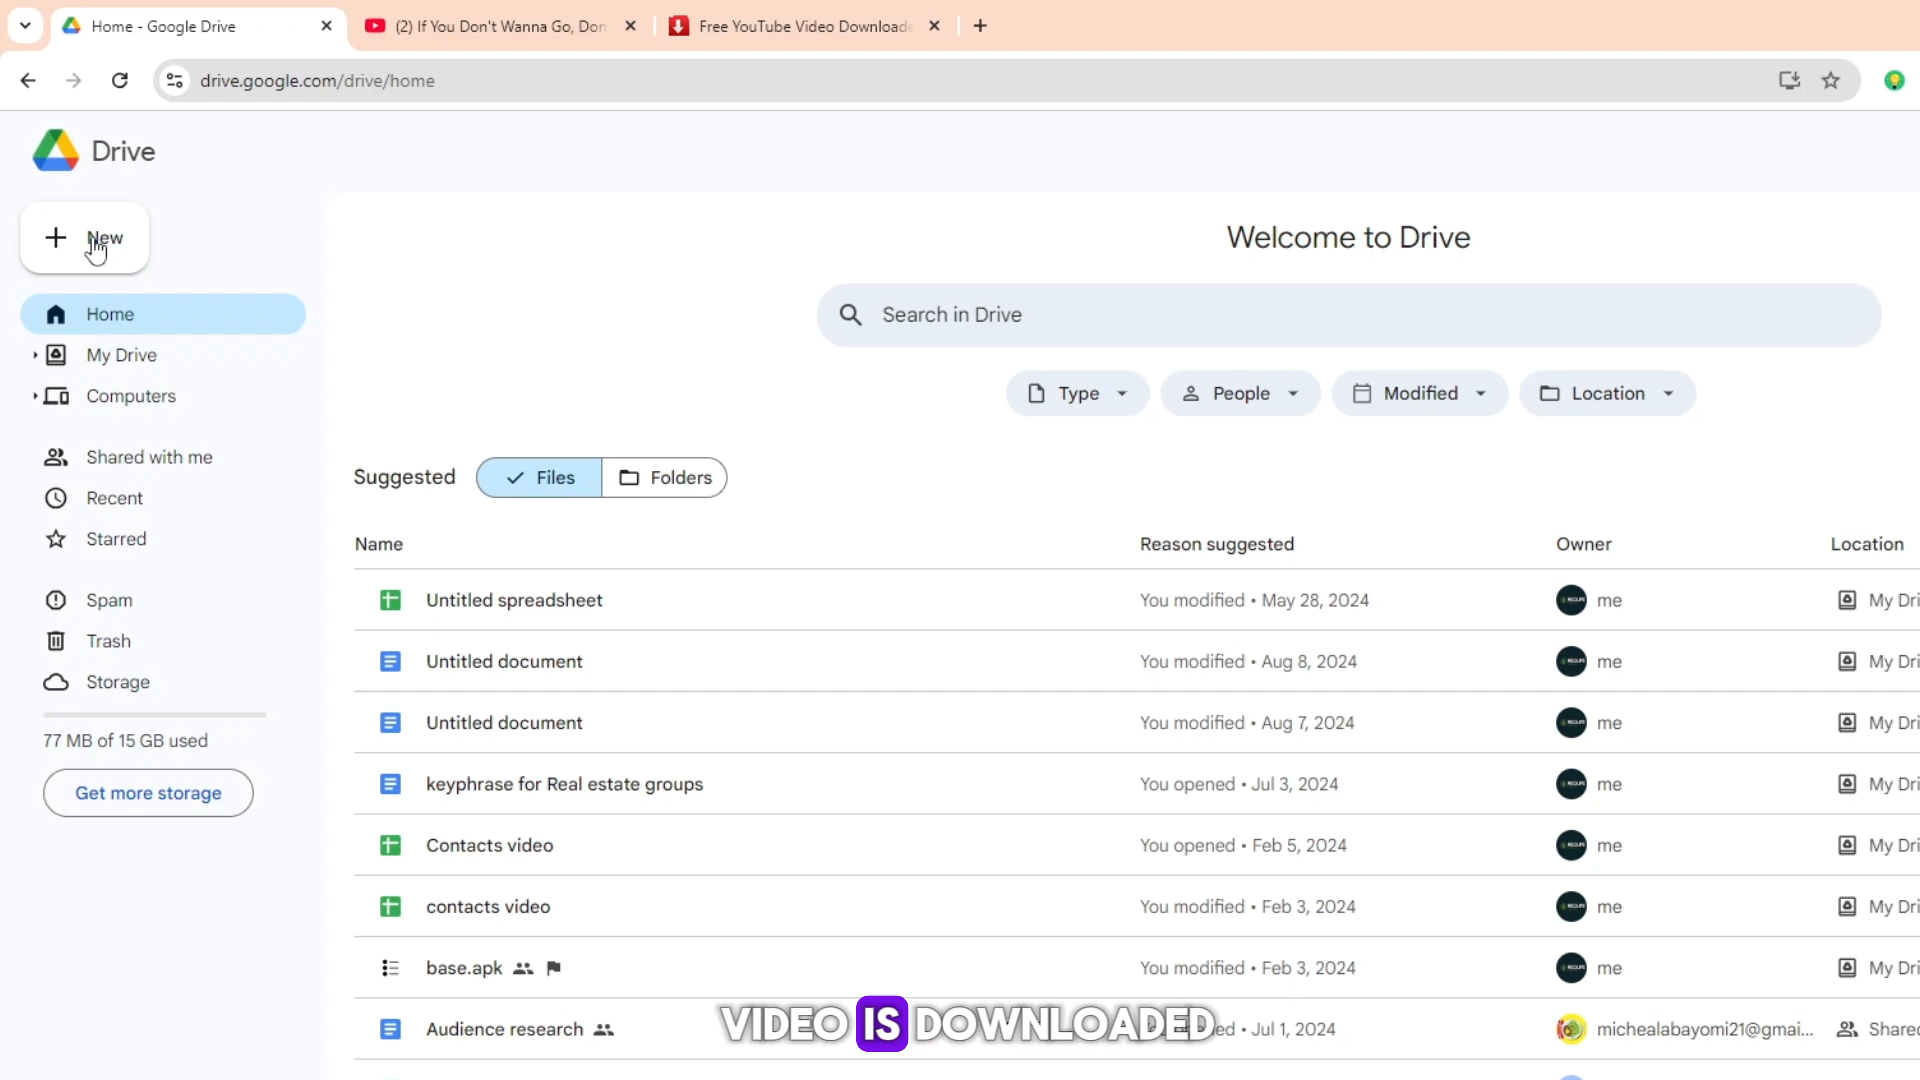 Home - Google Drive
(2) If You Don't Wanna Go, Don
Free YouTube Video Downloade
drive.google.com/drive/home
Drive
New
Welcome to Drive
Search in Drive
Home
My Drive
Computers
Type
People
Modified
Location
Shared with me
Recent
Starred
Suggested
Files
Folders
Name
Reason suggested
Owner
Location
Untitled spreadsheet
You modified • May 28, 2024
me
My Dri
Spam
Untitled document
You modified • Aug 8, 2024
me
My Dri
Trash
Storage
Untitled document
You modified • Aug 7, 2024
me
My Dri
77 MB of 15 GB used
Get more storage
keyphrase for Real estate groups
You opened • Jul 3, 2024
me
My Dri
Contacts video
You opened • Feb 5, 2024
me
My Dri
contacts video
You modified • Feb 3, 2024
me
My Dri
base.apk
You modified • Feb 3, 2024
me
My Dri
Audience research
• Jul 1, 2024
michealabayomi21@gmai...
Shared
VIDEO IS DOWNLOADED